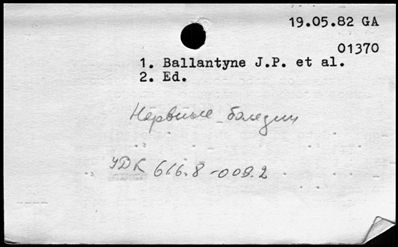 19.05.82 GA
01370
1. Ballantyne J.P. et al.
2. Ed.
Нервные болезни
УДК 616.8-009.2